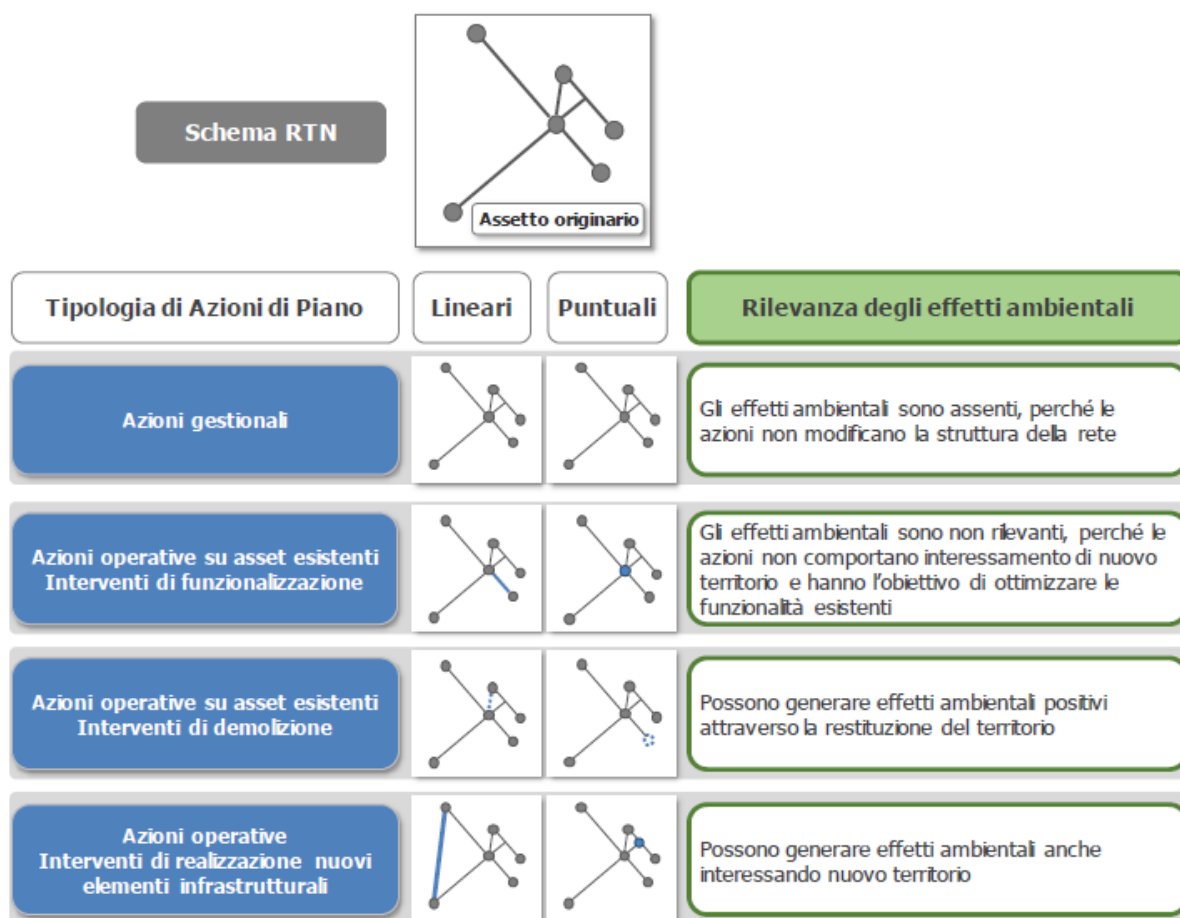 Schema RTN
Assetto originario
Tipologia di Azioni di Piano
Lineari
Puntuali
Rilevanza degli effetti ambientali
Azioni gestionali
Gli effetti ambientali sono assenti, perché le
azioni non modificano la struttura della rete
Azioni operative su asset esistenti
Interventi di funzionalizzazione
Gli effetti ambientali sono non rilevanti, perché le
azioni non comportano interessamento di nuovo
territorio e hanno l'obiettivo di ottimizzare le
funzionalità esistenti
Azioni operative su asset esistenti
Interventi di demolizione
Possono generare effetti ambientali positivi
attraverso la restituzione del territorio
Azioni operative
Interventi di realizzazione nuovi
elementi infrastrutturali
Possono generare effetti ambientali anche
interessando nuovo territorio